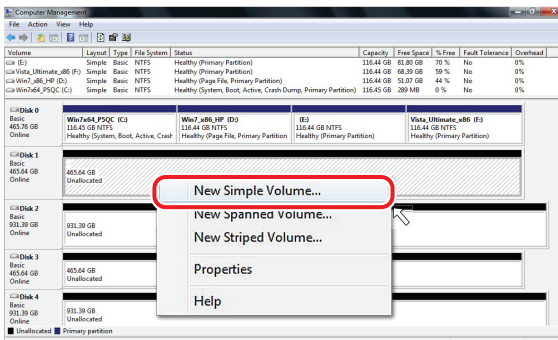 Computer Management
File Action View Help
Volume Layout Type File System Status Capacity Free Space % Free Fault Tolerance Overhead
(E:) Simple Basic NTFS Healthy (Primary Partition) 116.44 GB 81.80 GB 70 % No 0%
Vista_Ultimate_x86 (F:) Simple Basic NTFS Healthy (Primary Partition) 116.44 GB 68.39 GB 59 % No 0%
Win7_x86_HP (D:) Simple Basic NTFS Healthy (Page File, Primary Partition) 116.44 GB 51.07 GB 44 % No 0%
Win7x64_P5QC (C:) Simple Basic NTFS Healthy (System, Boot, Active, Crash Dump, Primary Partition) 116.45 GB 289 MB 0 % No 0%
Disk 0
Basic
465.76 GB
Online
Win7x64_P5QC (C:)
116.45 GB NTFS
Healthy (System, Boot, Active, Crash
Win7_x86_HP (D:)
116.44 GB NTFS
Healthy (Page File, Primary Partition
(E:)
116.44 GB NTFS
Healthy (Primary Partition)
Vista_Ultimate_x86 (F:)
116.44 GB NTFS
Healthy (Primary Partition)
Disk 1
Basic
465.64 GB
Online
465.64 GB
Unallocated
New Simple Volume...
New Spanned Volume...
New Striped Volume...
Properties
Help
Disk 2
Basic
931.39 GB
Online
931.39 GB
Unallocated
Disk 3
Basic
465.64 GB
Online
465.64 GB
Unallocated
Disk 4
Basic
931.39 GB
Online
931.39 GB
Unallocated
Unallocated Primary partition